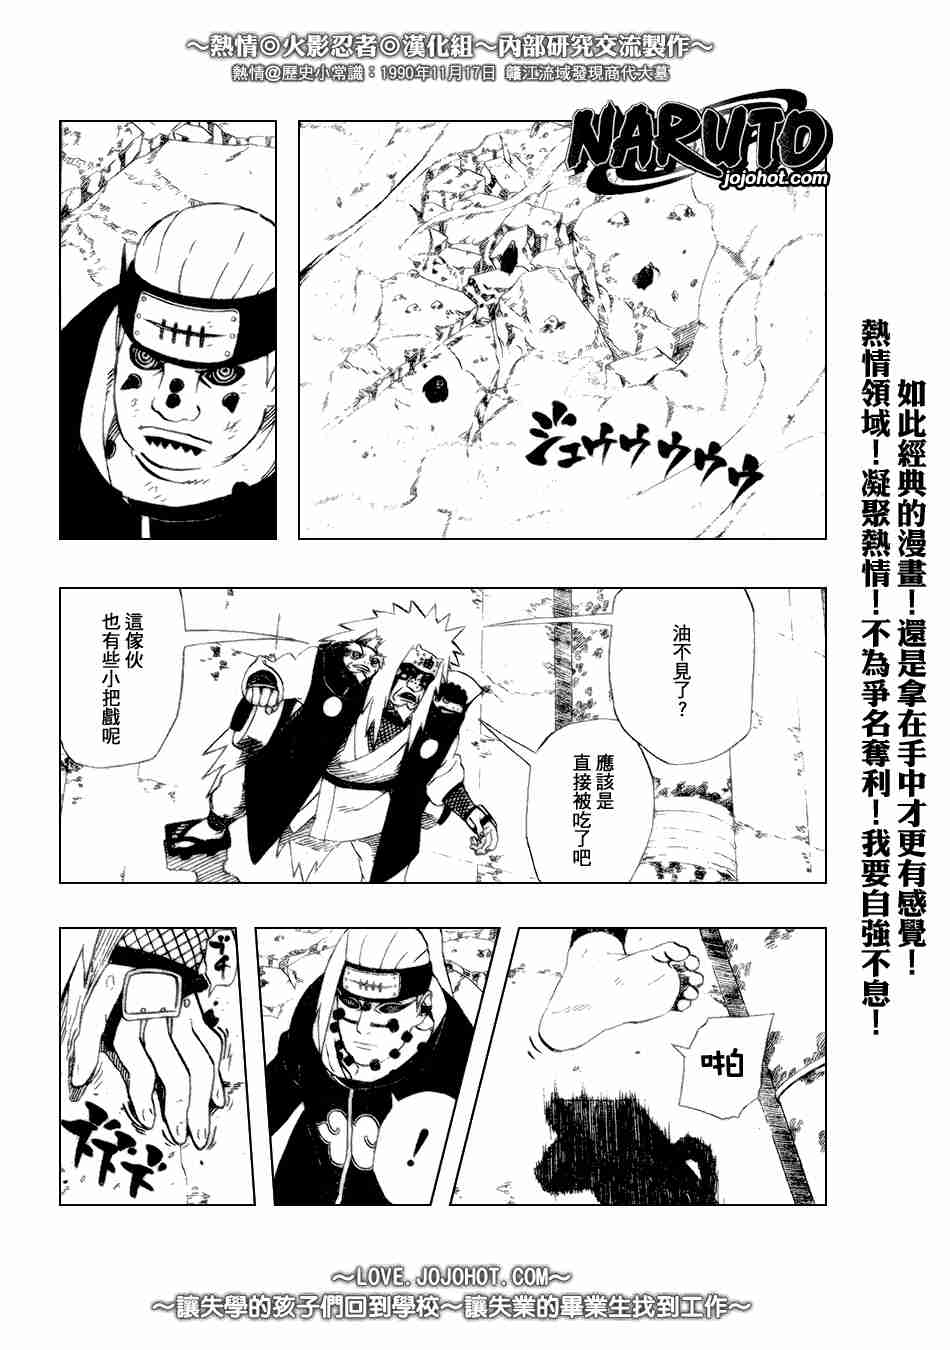 ～熱情◎火影忍者◎漢化組～內部研究交流製作～
熱情@歷史小常識：1990年11月17日 贛江流域發現商代大墓
NARUTO
jojohot.com
ジュウウウウウ
如此經典的漫畫！還是拿在手中才更有感覺！
熱情領域！凝聚熱情！不為爭名奪利！我要自強不息！
油不見了？
應該是
直接被吃了吧
這傢伙
也有些小把戲呢
啪
！
ブチ
ズズズ
～LOVE.JOJOHOT.COM～
～讓失學的孩子們回到學校～讓失業的畢業生找到工作～